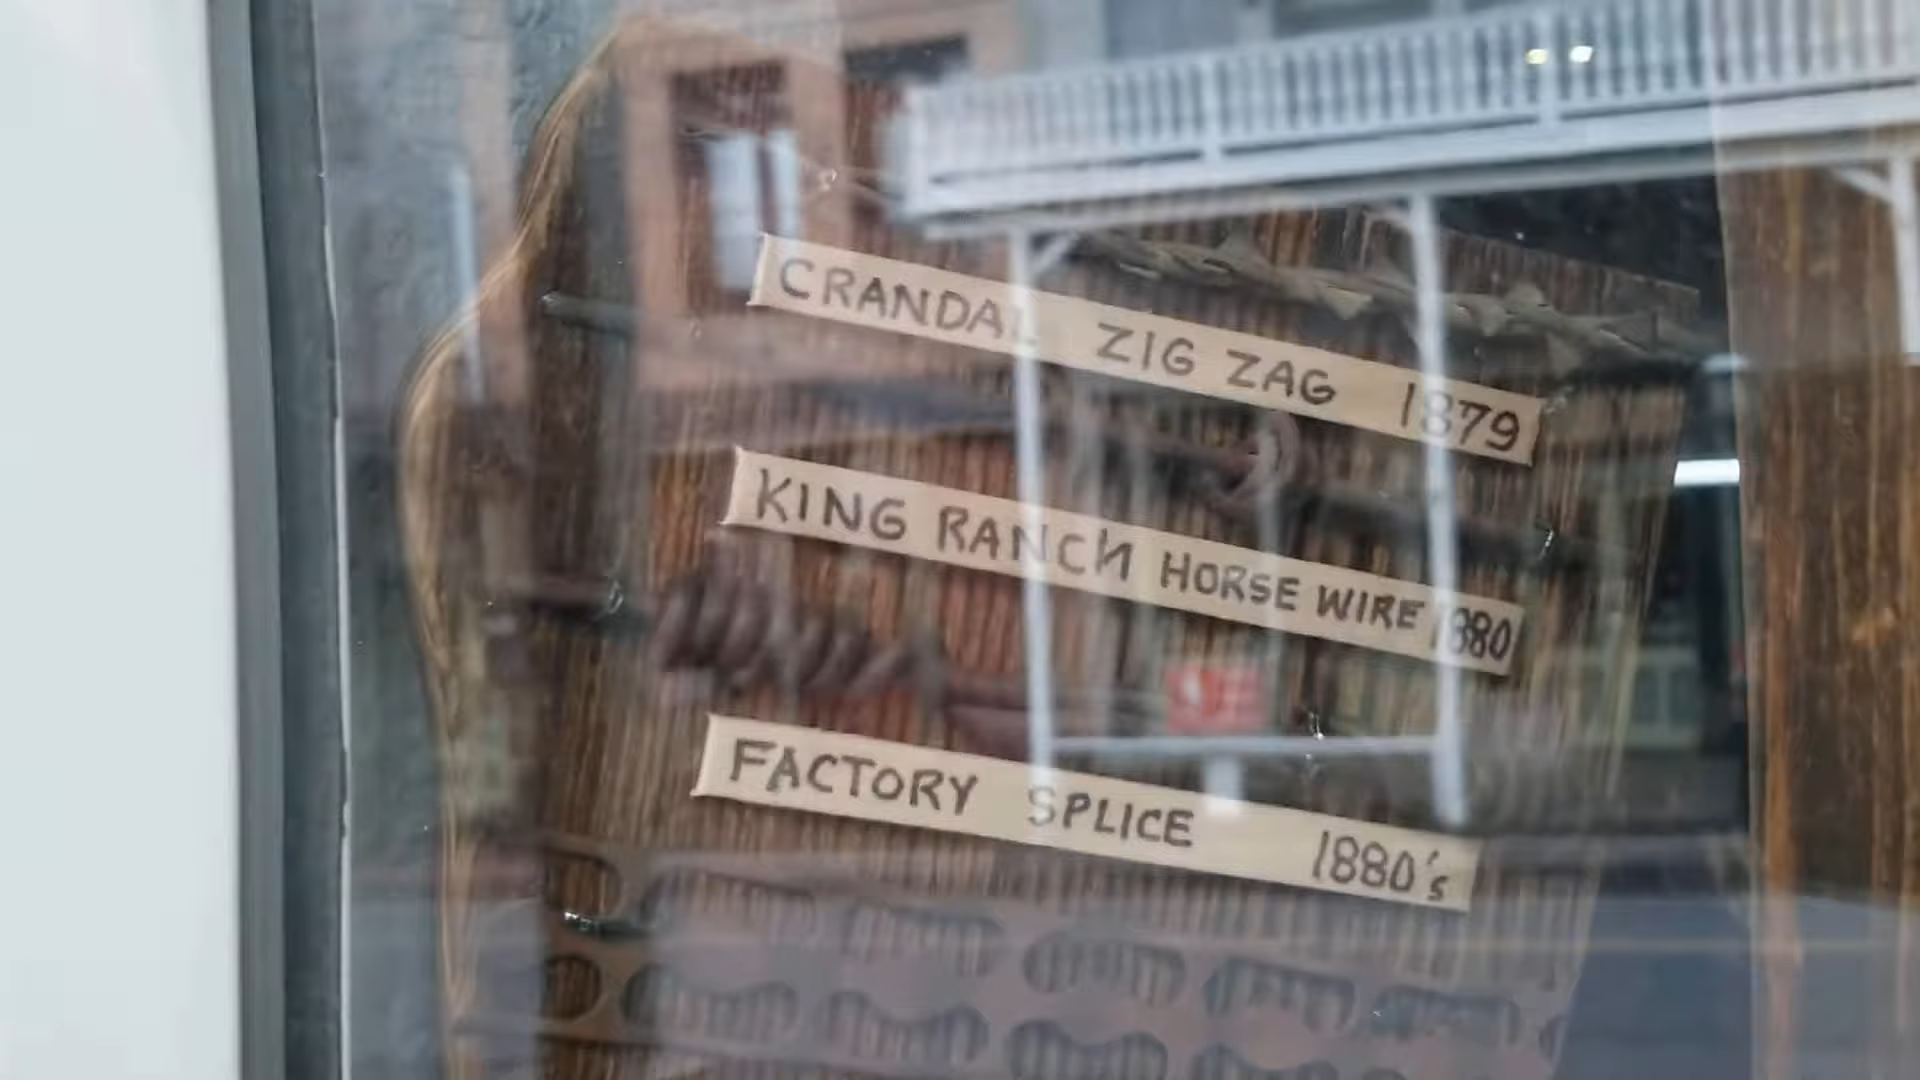 CRANDAL ZIG ZAG 1879
KING RANCH HORSE WIRE 1880
FACTORY SPLICE 1880's